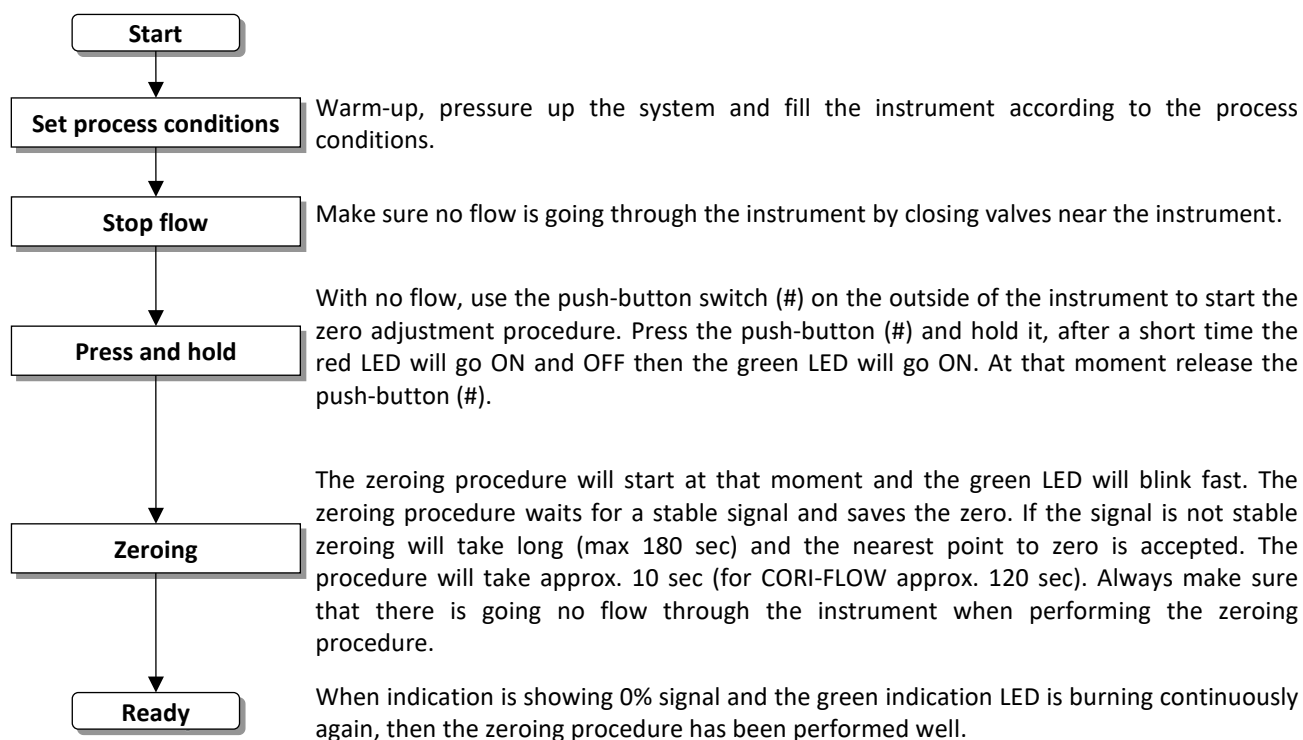 Start
Set process conditions
Warm-up, pressure up the system and fill the instrument according to the process
conditions.
Stop flow
Make sure no flow is going through the instrument by closing valves near the instrument.
Press and hold
With no flow, use the push-button switch (#) on the outside of the instrument to start the
zero adjustment procedure. Press the push-button (#) and hold it, after a short time the
red LED will go ON and OFF then the green LED will go ON. At that moment release the
push-button (#).
Zeroing
The zeroing procedure will start at that moment and the green LED will blink fast. The
zeroing procedure waits for a stable signal and saves the zero. If the signal is not stable
zeroing will take long (max 180 sec) and the nearest point to zero is accepted. The
procedure will take approx. 10 sec (for CORI-FLOW approx. 120 sec). Always make sure
that there is going no flow through the instrument when performing the zeroing
procedure.
Ready
When indication is showing 0% signal and the green indication LED is burning continuously
again, then the zeroing procedure has been performed well.